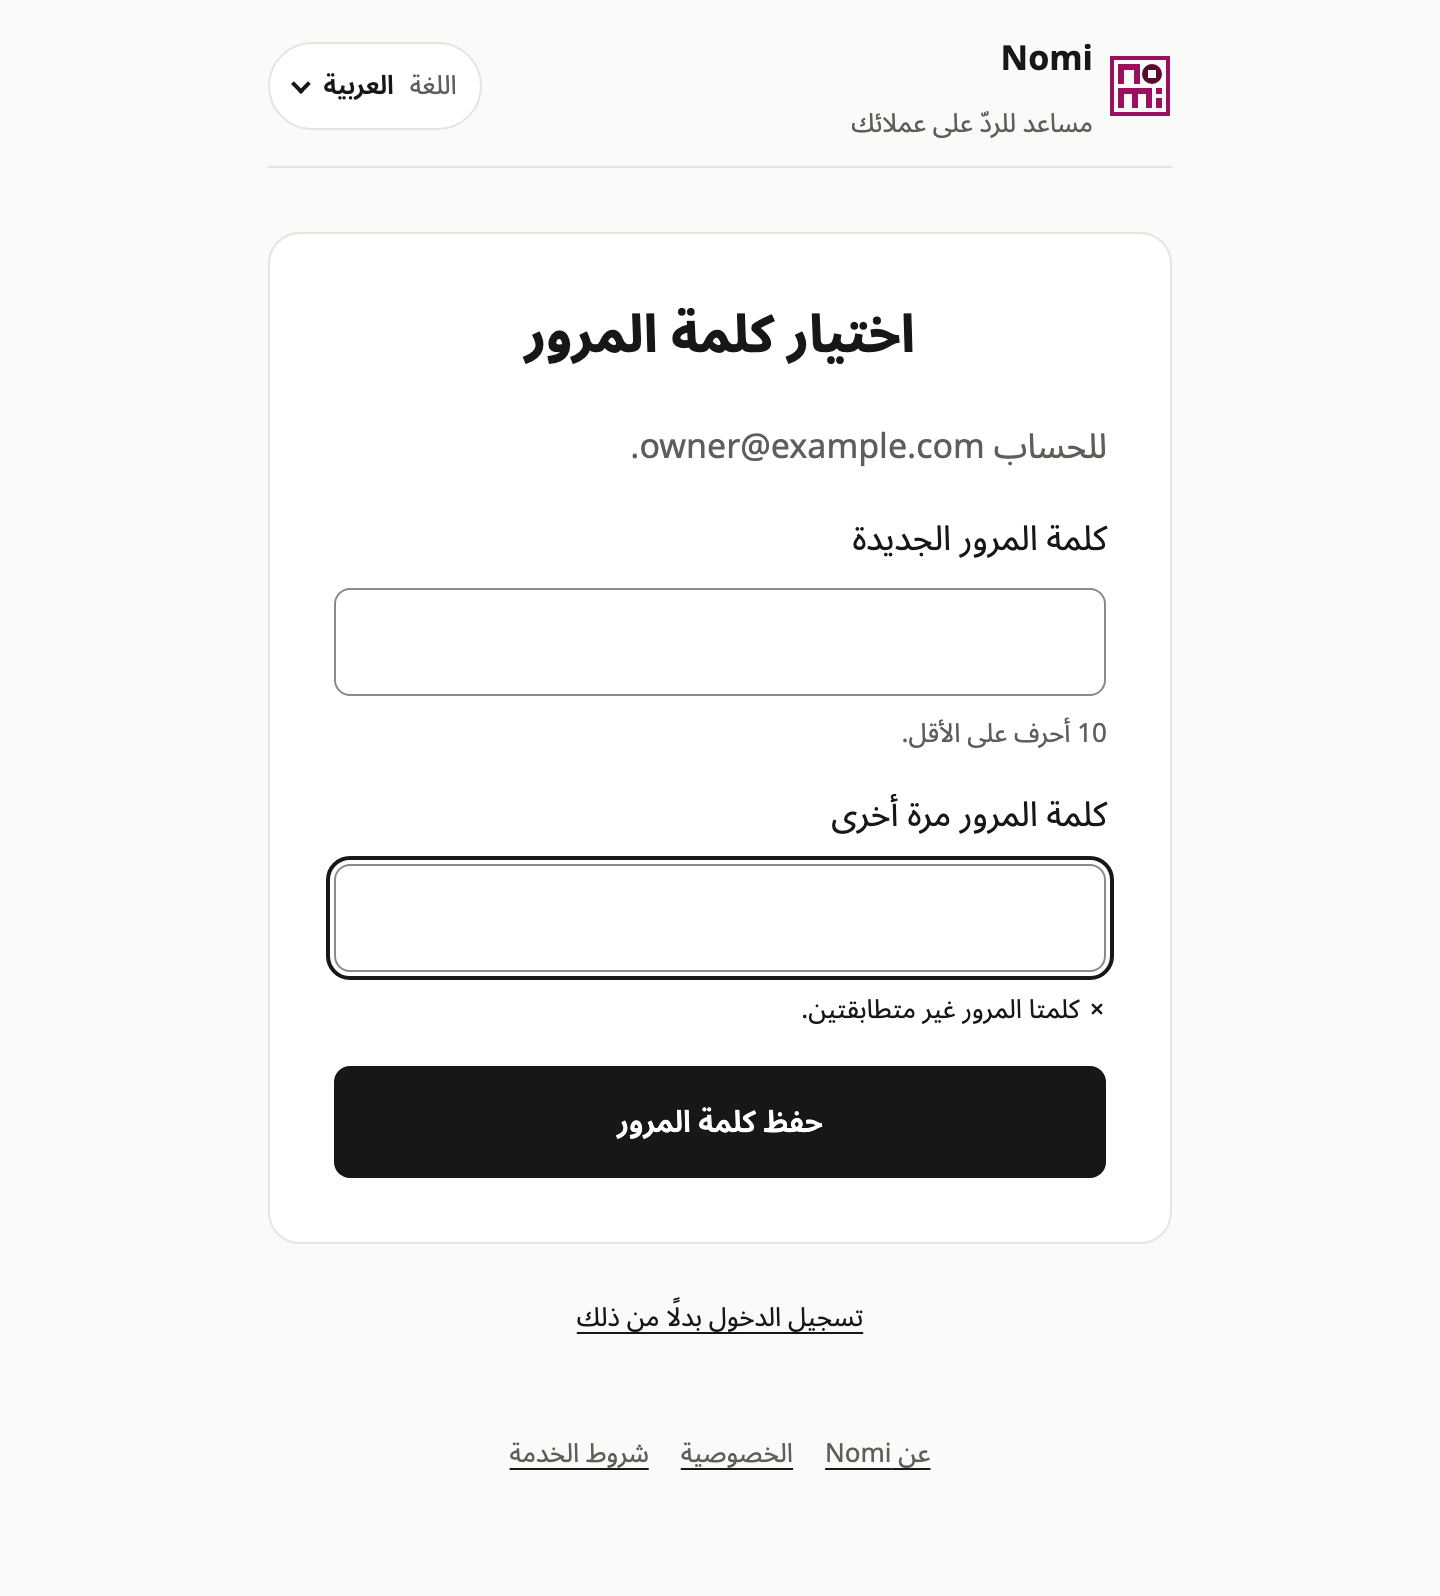 Nomi
مساعد للردّ على عملائك
اللغة العربية
اختيار كلمة المرور
للحساب owner@example.com.
كلمة المرور الجديدة
10 أحرف على الأقل.
كلمة المرور مرة أخرى
× كلمتا المرور غير متطابقتين.
حفظ كلمة المرور
تسجيل الدخول بدلًا من ذلك
عن Nomi الخصوصية شروط الخدمة